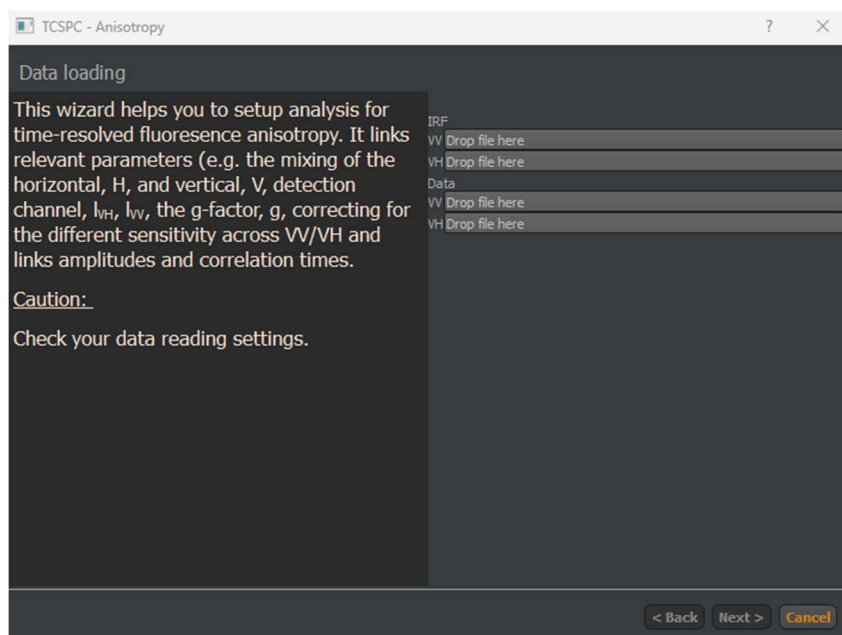 TCSPC - Anisotropy
Data loading
This wizard helps you to setup analysis for
time-resolved fluoresence anisotropy. It links
relevant parameters (e.g. the mixing of the
horizontal, H, and vertical, V, detection
channel, lVH, lVV, the g-factor, g, correcting for
the different sensitivity across VV/VH and
links amplitudes and correlation times.
Caution:
Check your data reading settings.
IRF
VV Drop file here
VH Drop file here
Data
VV Drop file here
VH Drop file here
< Back Next > Cancel